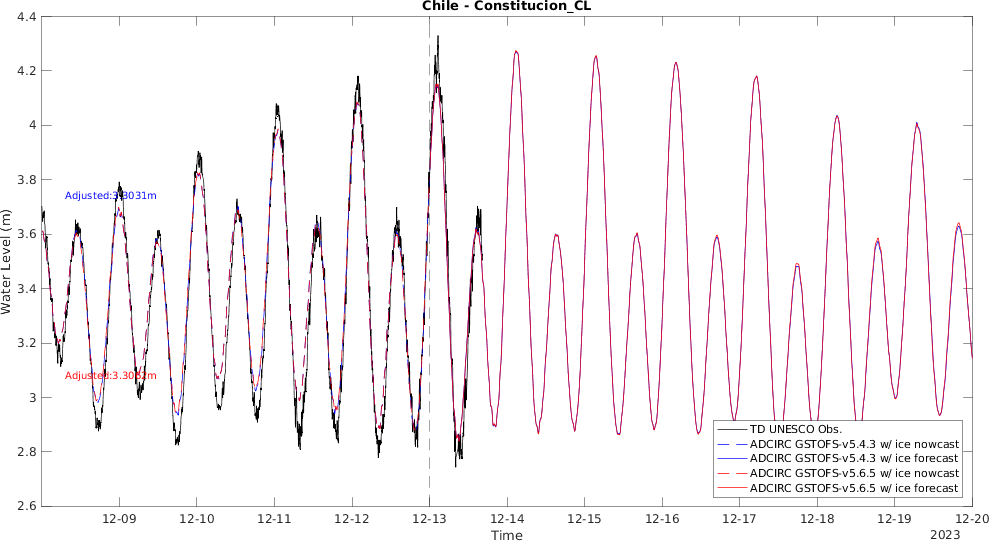 Chile - Constitucion_CL
4.4
4.2
4
3.8
3.6
3.4
3.2
3
2.8
2.6
Water Level (m)
Adjusted:3.3031m
TD UNESCO Obs.
ADCIRC GSTOFS-v5.4.3 w/ ice nowcast
ADCIRC GSTOFS-v5.4.3 w/ ice forecast
ADCIRC GSTOFS-v5.6.5 w/ ice nowcast
ADCIRC GSTOFS-v5.6.5 w/ ice forecast
12-09 12-10 12-11 12-12 12-13 12-14 12-15 12-16 12-17 12-18 12-19 12-20
Time
2023